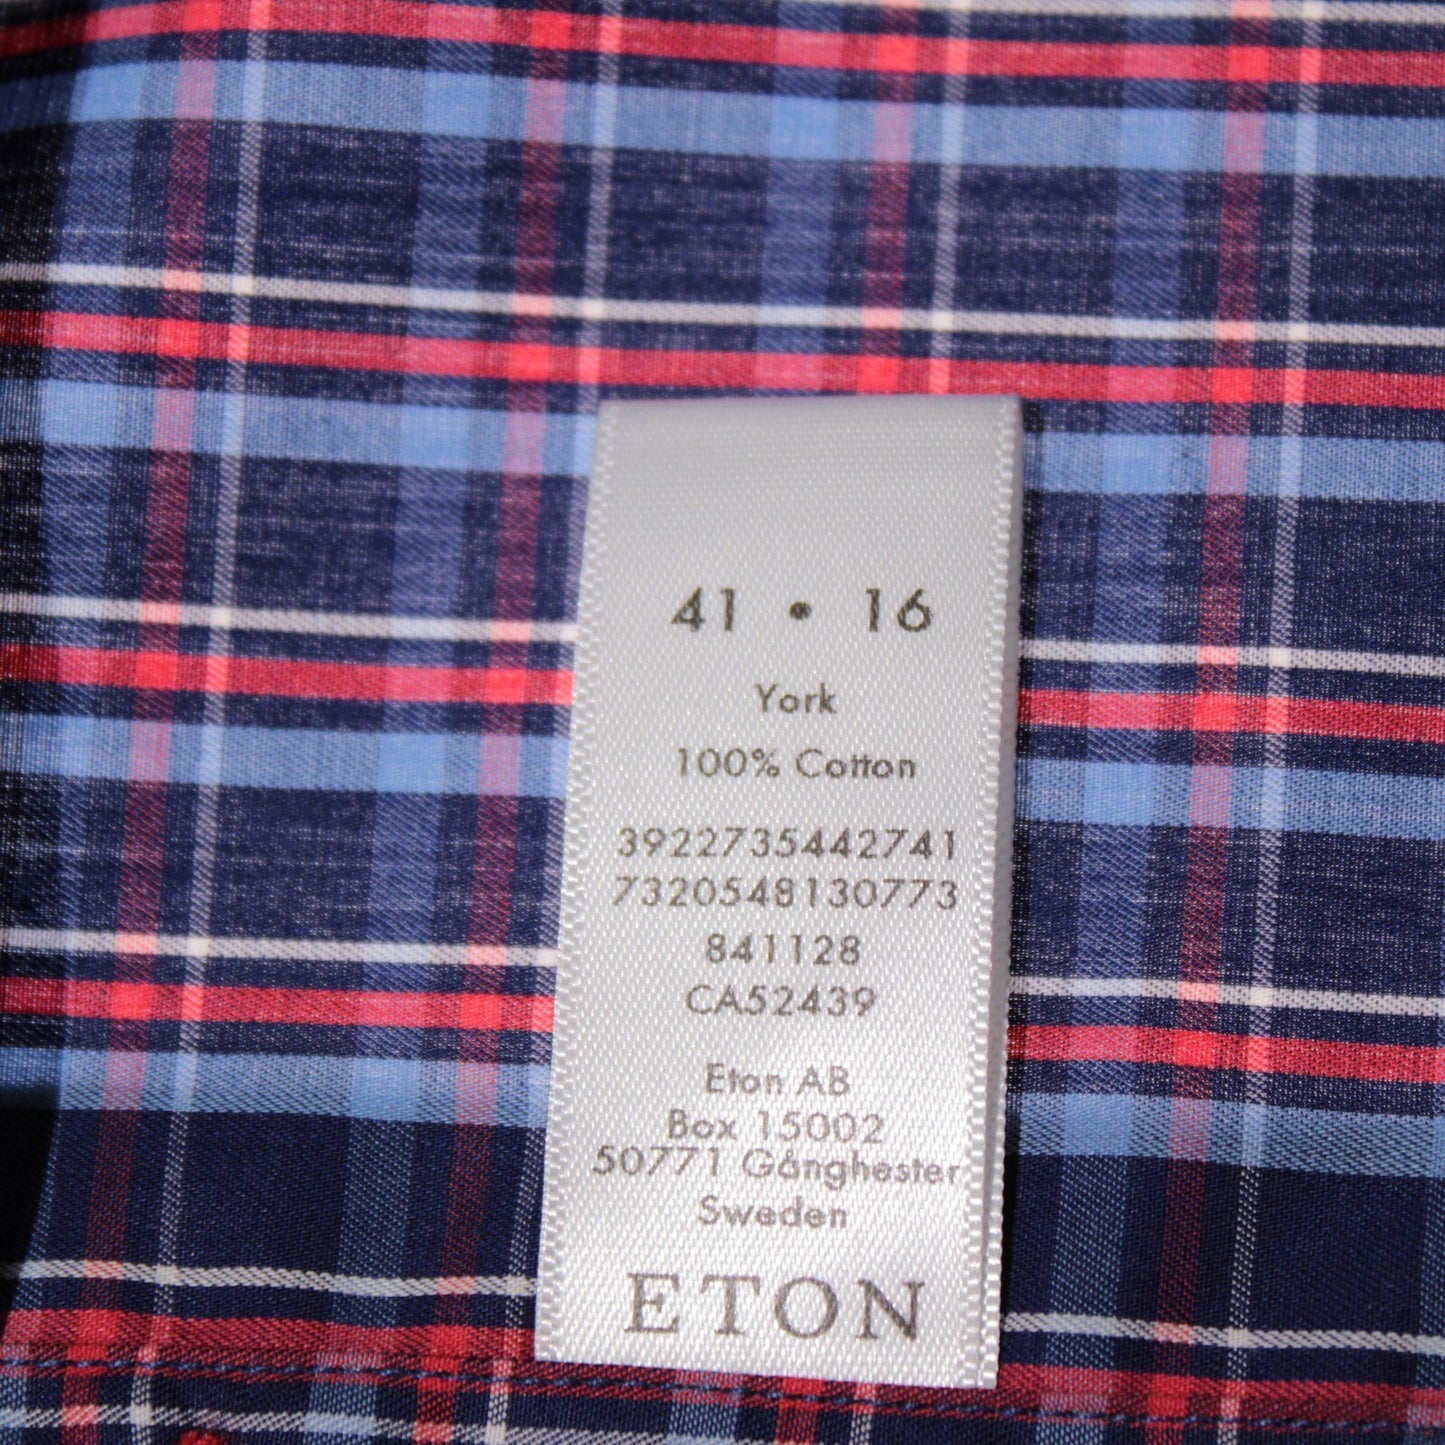 41 • 16
York
100% Cotton
3922735442741
7320548130773
841128
CA52439
Eton AB
Box 15002
50771 Gånghester
Sweden
ETON